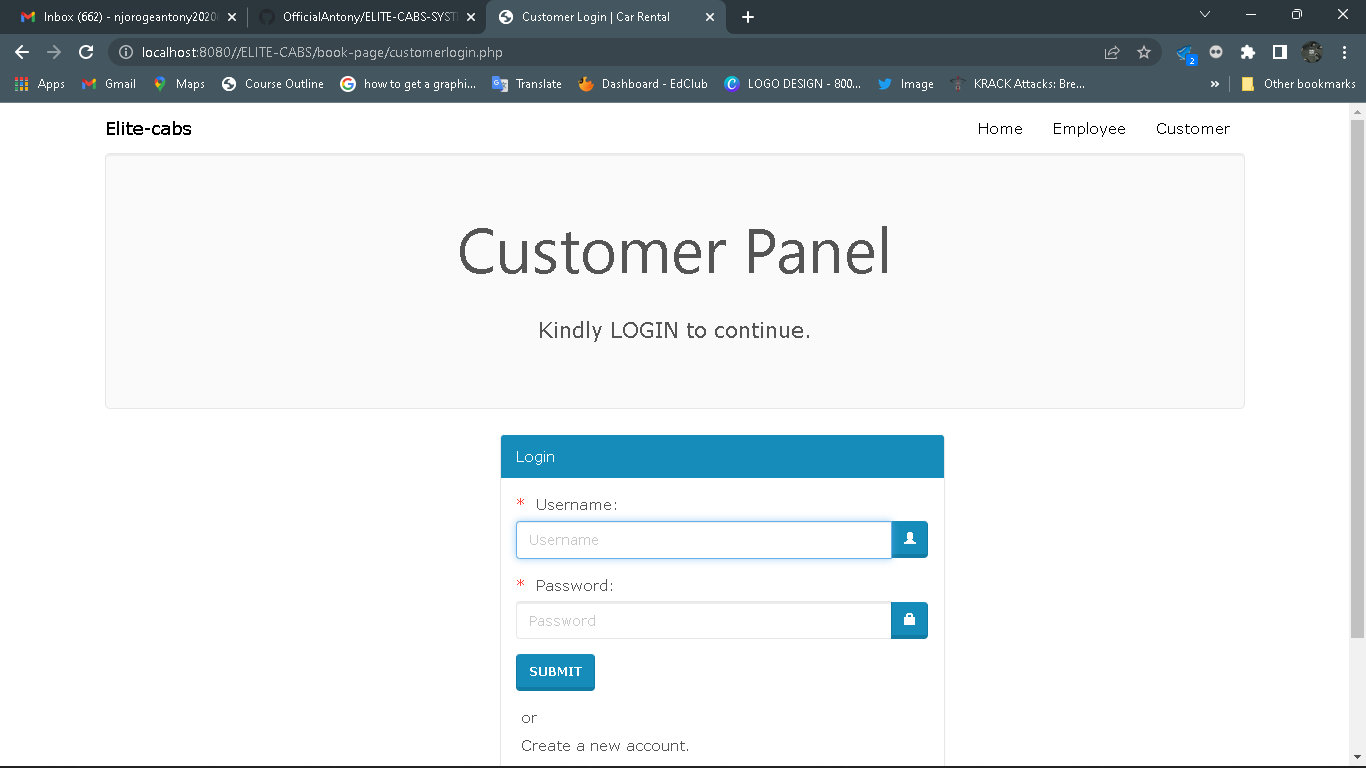 Inbox (662) - njorogeantony2020
OfficialAntony/ELITE-CABS-SYST
Customer Login | Car Rental
localhost:8080//ELITE-CABS/book-page/customerlogin.php
2
Apps
Gmail
Maps
Course Outline
how to get a graphi...
Translate
Dashboard - EdClub
LOGO DESIGN - 800...
Image
KRACK Attacks: Bre...
»
Other bookmarks
Elite-cabs
Home
Employee
Customer
Customer Panel
Kindly LOGIN to continue.
Login
* Username:
Username
* Password:
Password
SUBMIT
or
Create a new account.